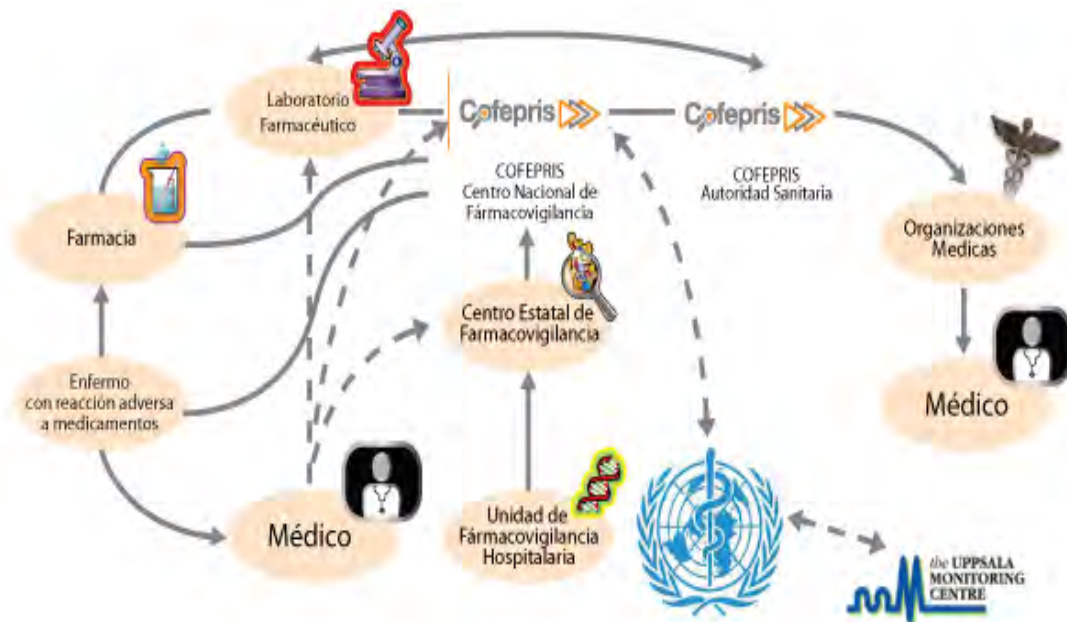 Laboratorio
Farmacéutico
Cofepris
Cofepris
COFEPRIS
Centro Nacional de
Fármacovigilancia
COFEPRIS
Autoridad Sanitaria
Farmacia
Organizaciones
Medicas
Centro Estatal de
Farmacovigilancia
Enfermo
con reacción adversa
a medicamentos
Médico
Médico
Unidad de
Fármacovigilancia
Hospitalaria
the UPPSALA
MONITORING
CENTRE